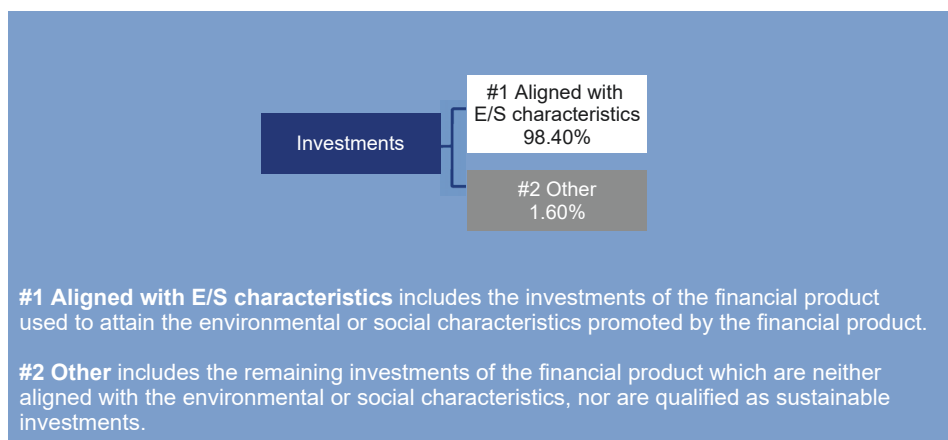 Investments
#1 Aligned with
E/S characteristics
98.40%
#2 Other
1.60%
#1 Aligned with E/S characteristics includes the investments of the financial product
used to attain the environmental or social characteristics promoted by the financial product.
#2 Other includes the remaining investments of the financial product which are neither
aligned with the environmental or social characteristics, nor are qualified as sustainable
investments.